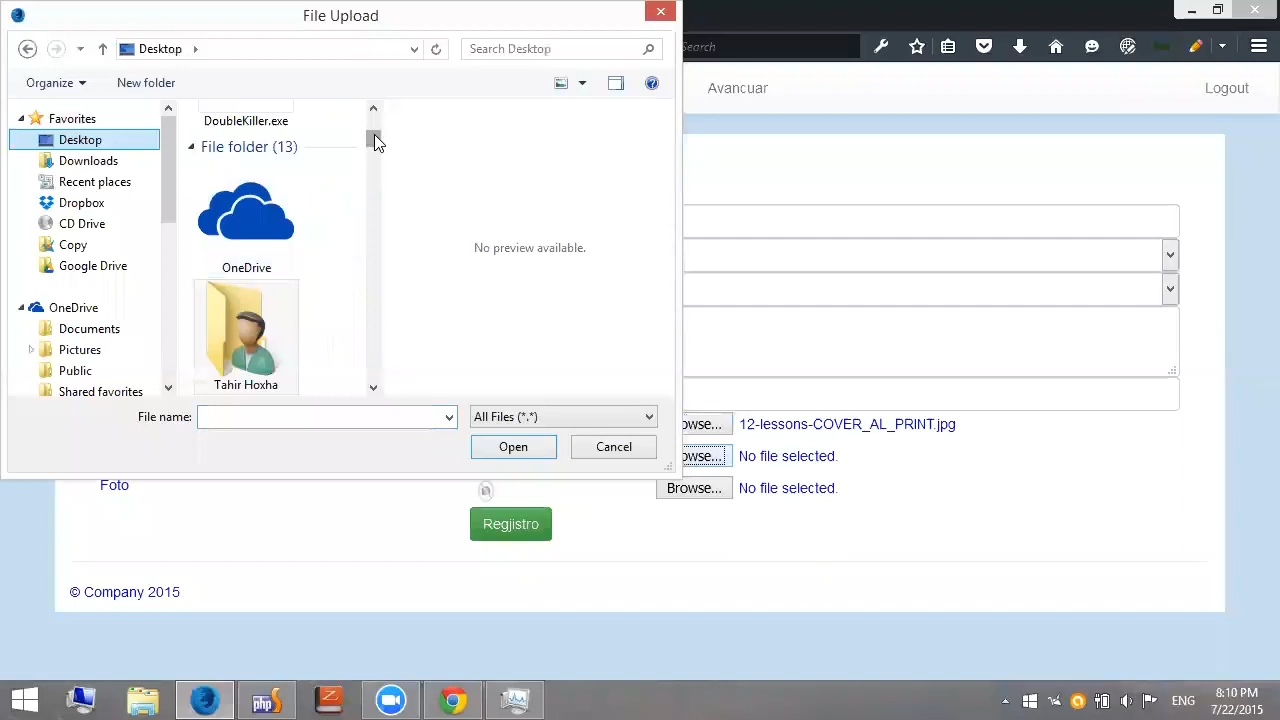 File Upload
Desktop
Search Desktop
Search
Organize
New folder
Avancuar
Logout
Favorites
Desktop
Downloads
Recent places
Dropbox
CD Drive
Copy
Google Drive
OneDrive
Documents
Pictures
Public
Shared favorites
DoubleKiller.exe
File folder (13)
OneDrive
Tahir Hoxha
No preview available.
File name:
All Files (*.*)
Open
Cancel
owse...
12-lessons-COVER_AL_PRINT.jpg
owse...
No file selected.
Foto
Browse...
No file selected.
Regjistro
© Company 2015
php
ENG
8:10 PM
7/22/2015